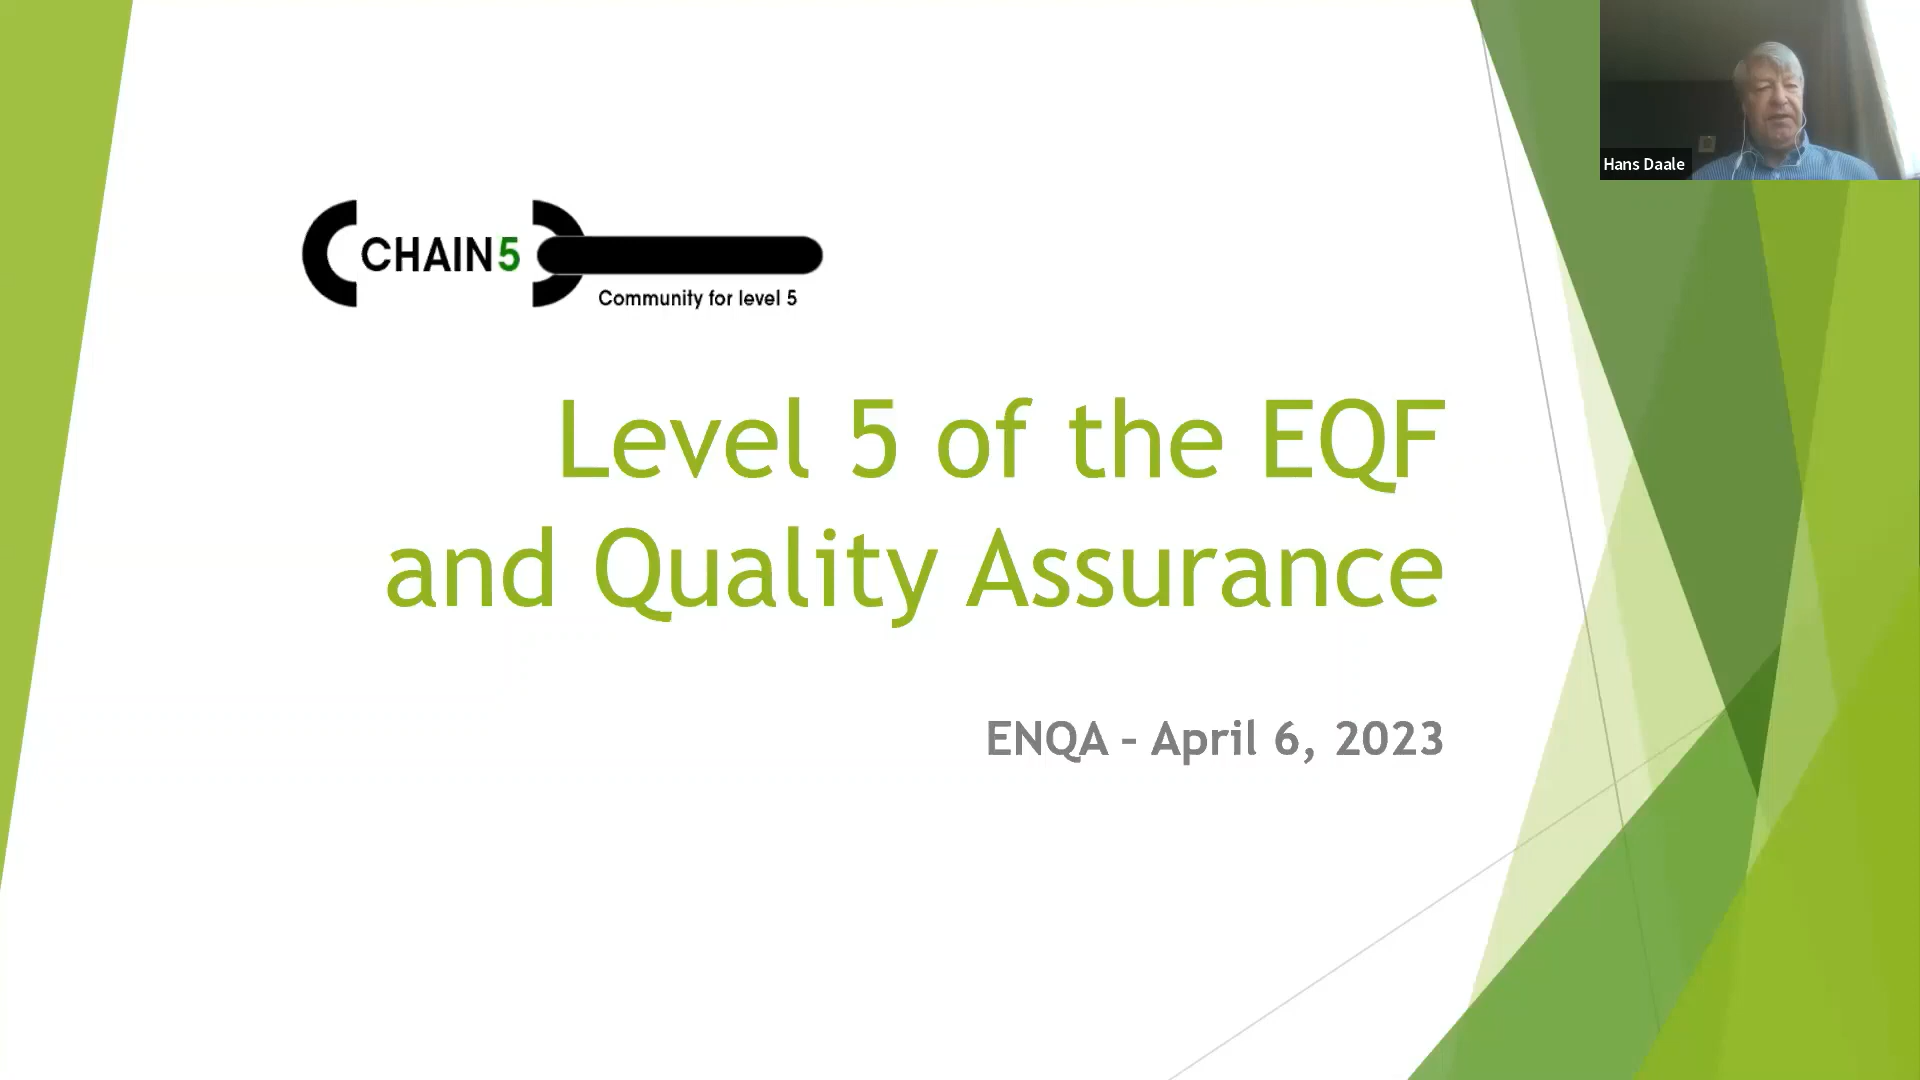 Hans Daale
CHAIN5
Community for level 5
Level 5 of the EQF
and Quality Assurance
ENQA – April 6, 2023